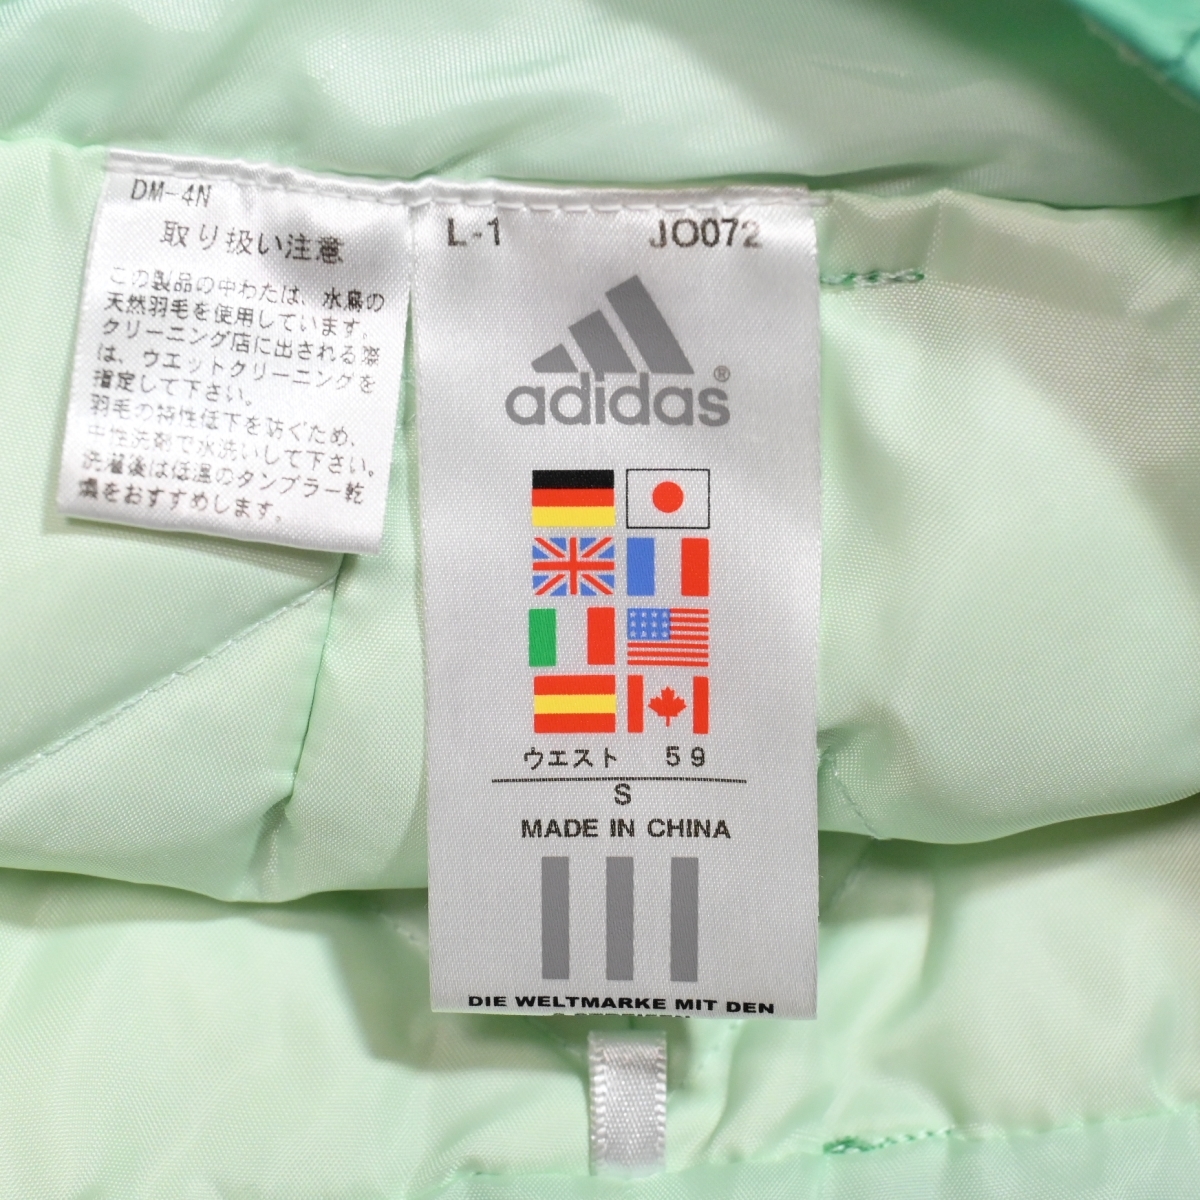 DM-4N
取り扱い注意
この製品の中わたは、水鳥の
天然羽毛を使用しています。
クリーニング店に出される際
は、ウエットクリーニングを
指定して下さい。
羽毛の特性低下を防ぐため、
中性洗剤で水洗いして下さい。
洗濯後は低温のタンブラー乾
燥をおすすめします。
L-1 JO072
adidas®
ウエスト 59
S
MADE IN CHINA
DIE WELTMARKE MIT DEN